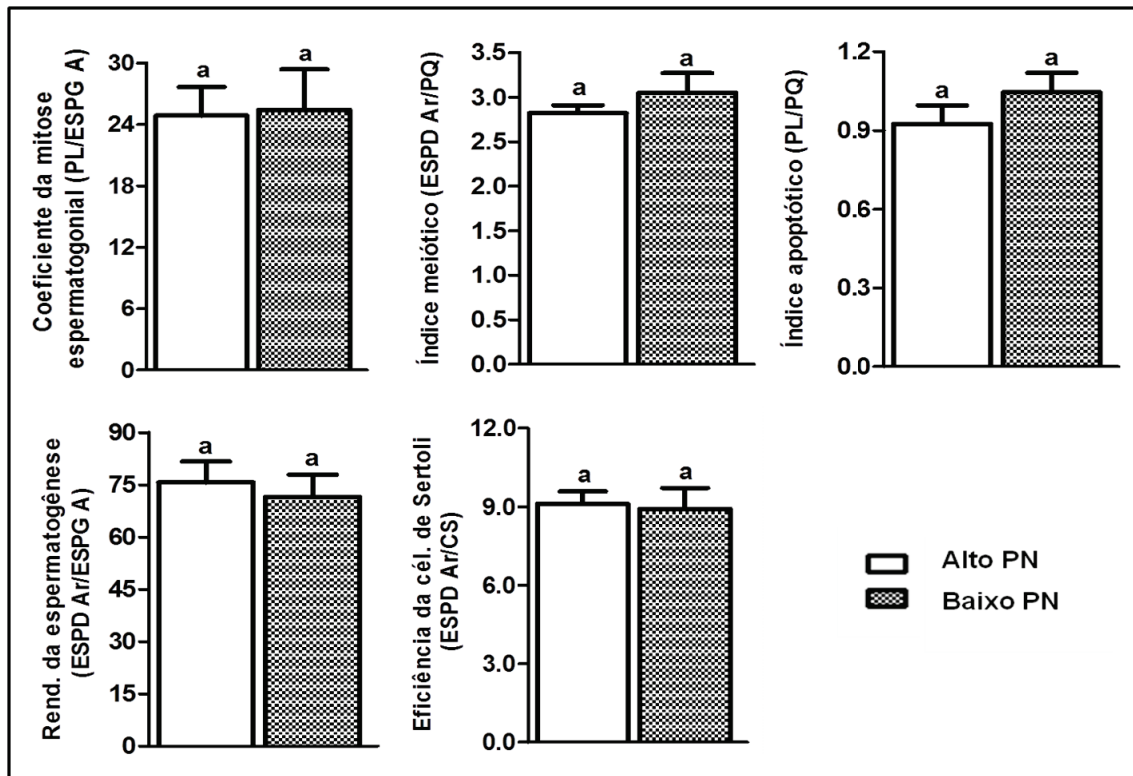 Coeficiente da mitose
espermatogonial (PL/ESPG A)
30
24
18
12
6
0
a
a
Índice meiótico (ESPD Ar/PQ)
3.5
3.0
2.5
2.0
1.5
1.0
0.5
0.0
a
a
Índice apoptótico (PL/PQ)
1.2
0.9
0.6
0.3
0.0
a
a
Rend. da espermatogênese
(ESPD Ar/ESPG A)
90
75
60
45
30
15
0
a
a
Eficiência da cél. de Sertoli
(ESPD Ar/CS)
12.0
9.0
6.0
3.0
0.0
a
a
Alto PN
Baixo PN